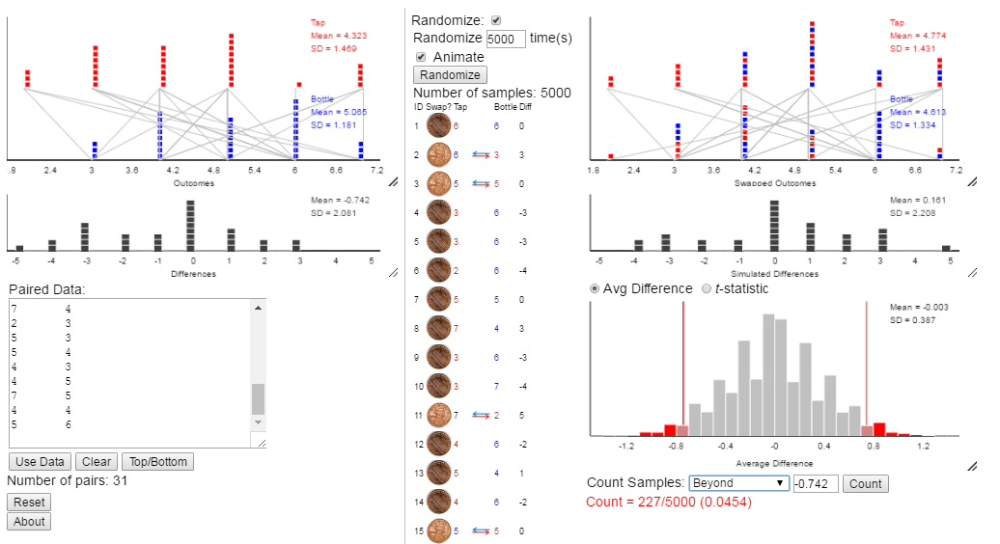 Tap
Mean = 4.323
SD = 1.469
Bottle
Mean = 5.065
SD = 1.181
1.8 2.4 3 3.6 4.2 4.8 5.4 6 6.6 7.2
Outcomes
Mean = -0.742
SD = 2.081
-5 -4 -3 -2 -1 0 1 2 3 4 5
Differences
Paired Data:
7 4
2 3
5 3
5 4
4 3
5 4
7 5
4 4
5 6
Use Data Clear Top/Bottom
Number of pairs: 31
Reset
About
Randomize:
Randomize 5000 time(s)
Animate
Randomize
Number of samples: 5000
ID Swap? Tap Bottle Diff
1 6 6 0
2 6 3 3
3 5 5 0
4 3 6 -3
5 3 6 -3
6 2 6 -4
7 5 5 0
8 7 4 3
9 3 6 -3
10 3 7 -4
11 7 2 5
12 4 6 -2
13 5 4 1
14 4 6 -2
15 5 5 0
Tap
Mean = 4.774
SD = 1.431
Bottle
Mean = 4.613
SD = 1.334
1.8 2.4 3 3.6 4.2 4.8 5.4 6 6.6 7.2
Swapped Outcomes
Mean = 0.161
SD = 2.208
-5 -4 -3 -2 -1 0 1 2 3 4 5
Simulated Differences
Avg Difference t-statistic
Mean = -0.003
SD = 0.387
-1.2 -0.8 -0.4 -0 0.4 0.8 1.2
Average Difference
Count Samples: Beyond -0.742 Count
Count = 227/5000 (0.0454)